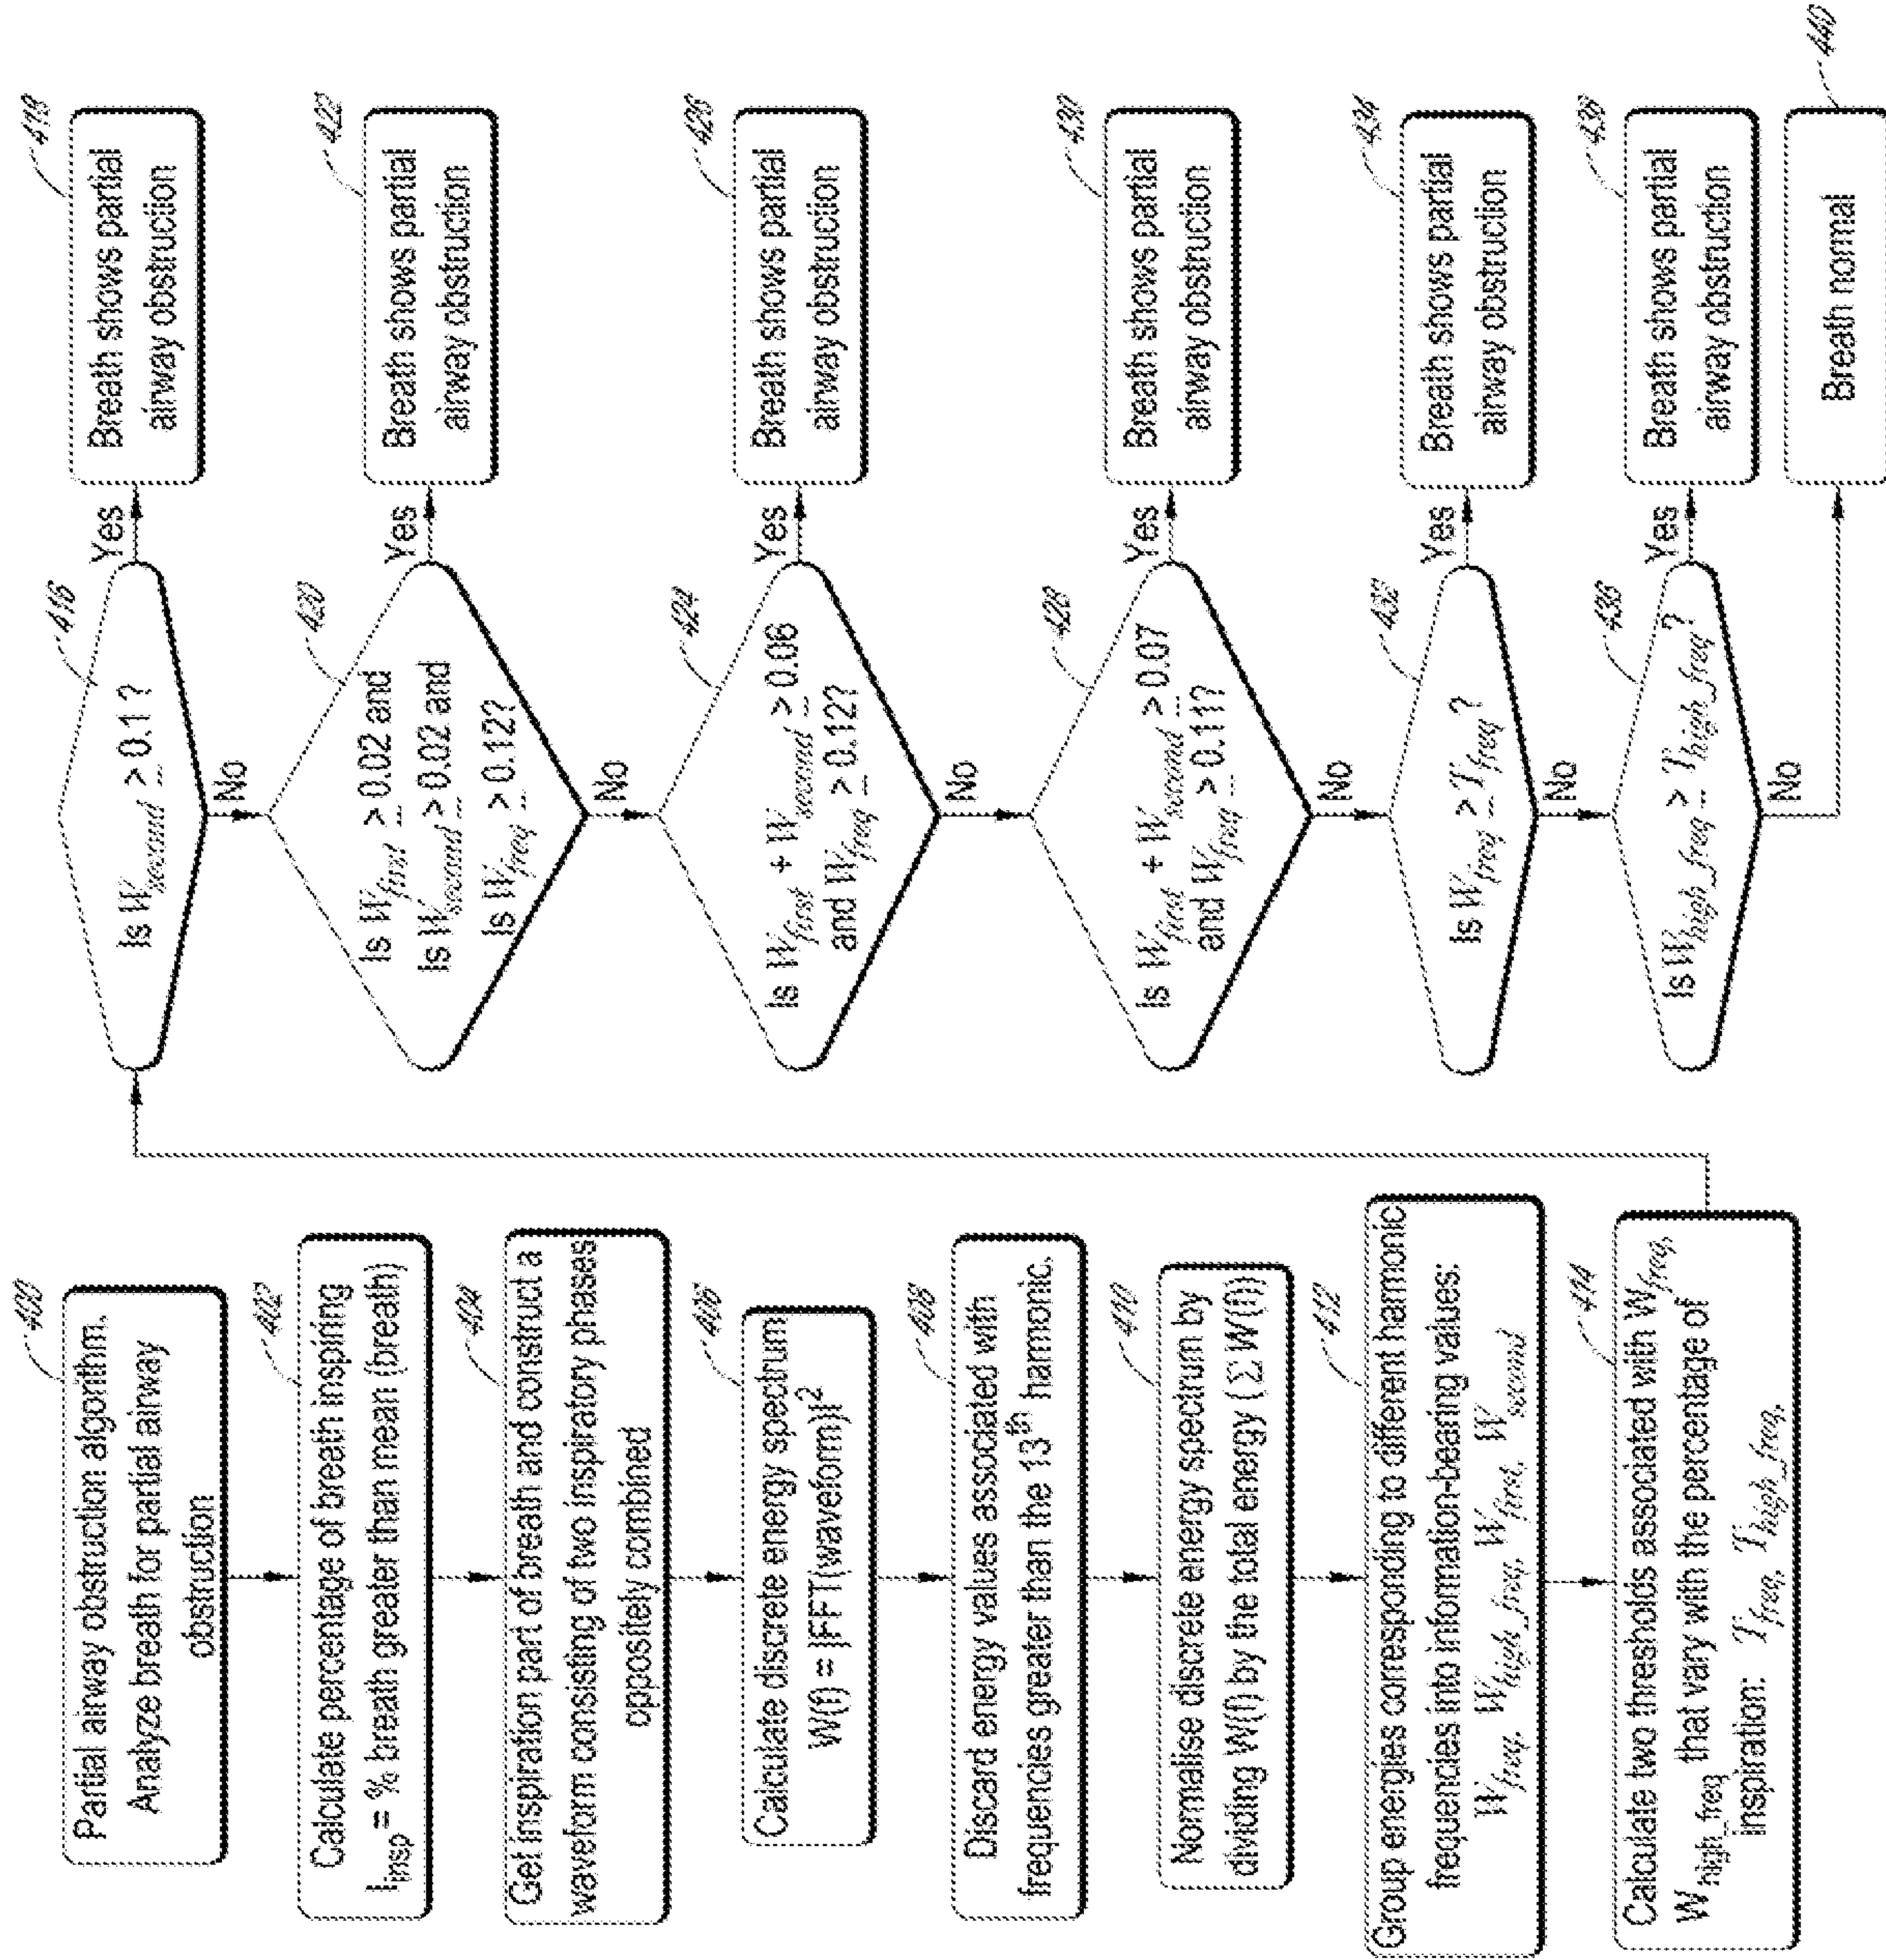 400
Partial airway obstruction algorithm.
Analyze breath for partial airway
obstruction
402
Calculate percentage of breath inspiring
I_insp = % breath greater than mean (breath)
404
Get inspiration part of breath and construct a
waveform consisting of two inspiratory phases
oppositely combined
406
Calculate discrete energy spectrum
W(f) = |FFT(waveform)|²
408
Discard energy values associated with
frequencies greater than the 13th harmonic.
410
Normalise discrete energy spectrum by
dividing W(f) by the total energy (∑ W(f))
412
Group energies corresponding to different harmonic
frequencies into information-bearing values:
W_freq, W_high_freq, W_first, W_second
414
Calculate two thresholds associated with W_freq,
W_high_freq that vary with the percentage of
inspiration: T_freq, T_high_freq,
416
Is W_second ≥ 0.1?
Yes
No
418
Breath shows partial
airway obstruction
420
Is W_first ≥ 0.02 and
Is W_second ≥ 0.02 and
Is W_freq ≥ 0.12?
Yes
No
422
Breath shows partial
airway obstruction
424
Is W_first + W_second ≥ 0.06
and W_freq ≥ 0.12?
Yes
No
426
Breath shows partial
airway obstruction
428
Is W_first + W_second ≥ 0.07
and W_freq ≥ 0.11?
Yes
No
430
Breath shows partial
airway obstruction
432
Is W_freq ≥ T_freq?
Yes
No
434
Breath shows partial
airway obstruction
436
Is W_high_freq ≥ T_high_freq?
Yes
No
438
Breath shows partial
airway obstruction
440
Breath normal